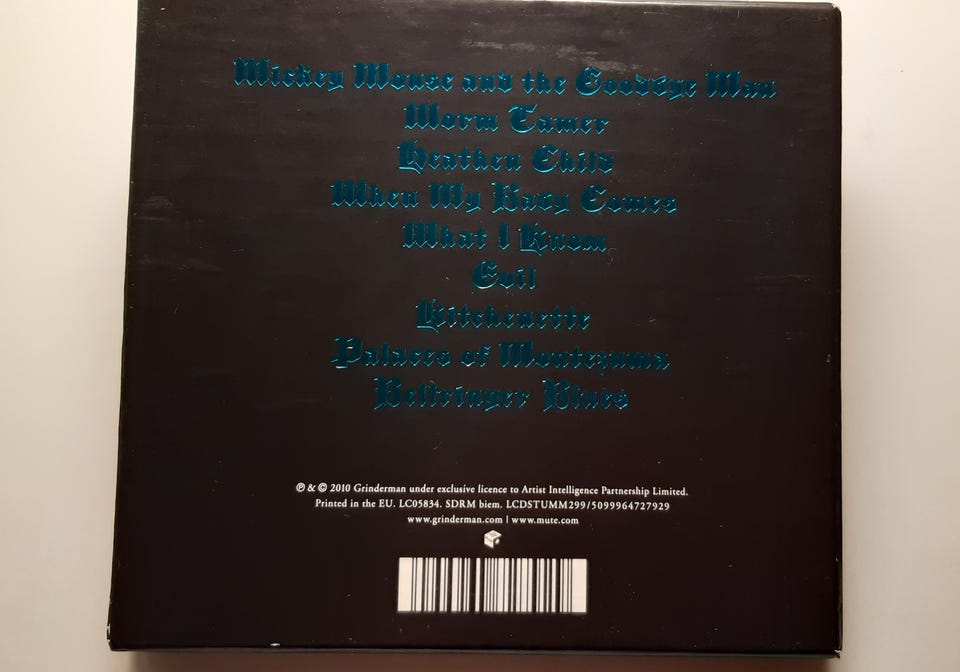 Mickey Mouse and the Goodbye Man
Worm Tamer
Heathen Child
When My Baby Comes
What I Know
Evil
Kitchenette
Palaces of Montezuma
Bellringer Blues
℗ & © 2010 Grinderman under exclusive licence to Artist Intelligence Partnership Limited.
Printed in the EU. LC05834. SDRM biem. LCDSTUMM299/5099964727929
www.grinderman.com | www.mute.com